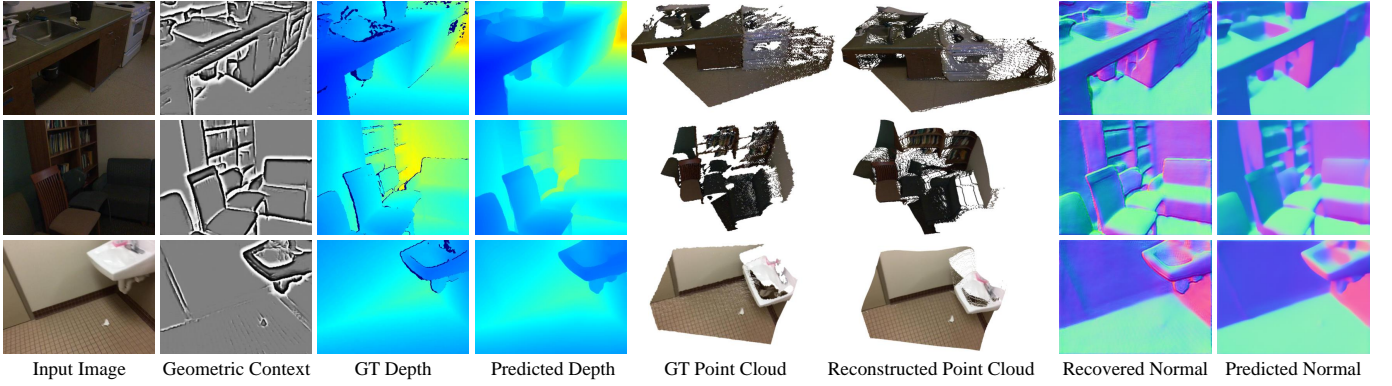 Input Image
Geometric Context
GT Depth
Predicted Depth
GT Point Cloud
Reconstructed Point Cloud
Recovered Normal
Predicted Normal